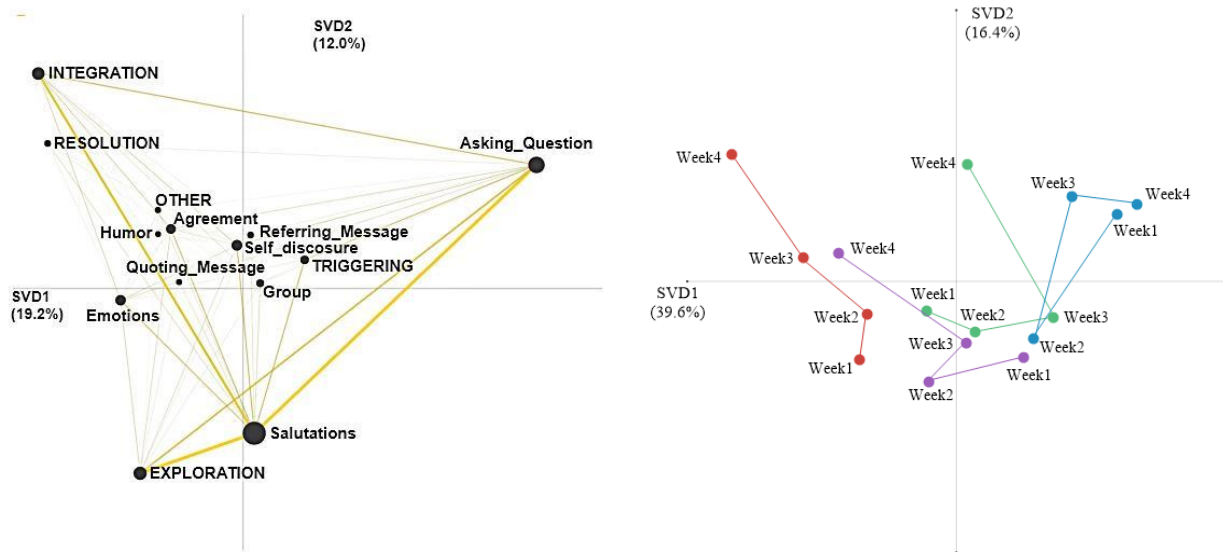 SVD2
(12.0%)
INTEGRATION
RESOLUTION
Asking_Question
OTHER
Agreement
Humor
Referring_Message
Self_discosure
Quoting_Message
TRIGGERING
Group
SVD1
(19.2%)
Emotions
Salutations
EXPLORATION
SVD2
(16.4%)
Week4
Week4
Week3
Week4
Week1
Week4
Week3
SVD1
(39.6%)
Week1
Week2
Week3
Week2
Week3
Week2
Week1
Week1
Week2